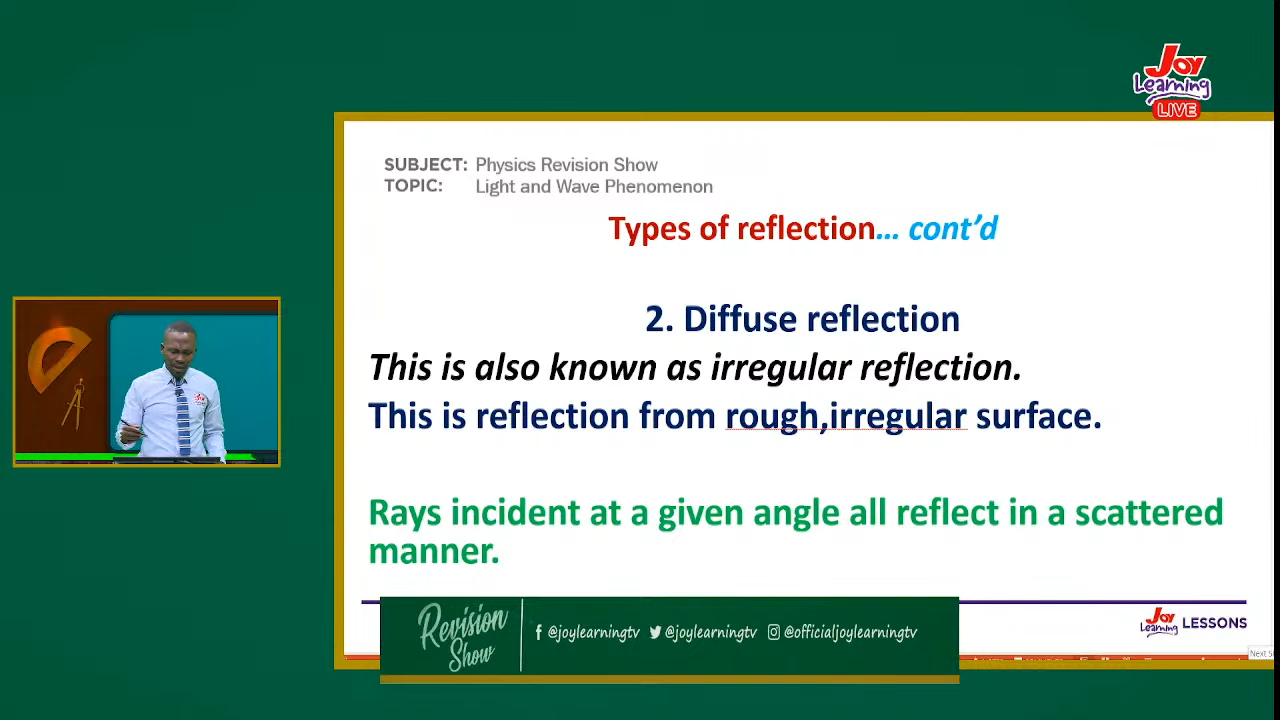 Joy
Learning
LIVE
SUBJECT: Physics Revision Show
TOPIC: Light and Wave Phenomenon
Types of reflection... cont'd
2. Diffuse reflection
This is also known as irregular reflection.
This is reflection from rough,irregular surface.
Rays incident at a given angle all reflect in a scattered
manner.
Revision
Show
@joylearningtv @joylearningtv @officialjoylearningtv
Joy
Learning LESSONS
Next